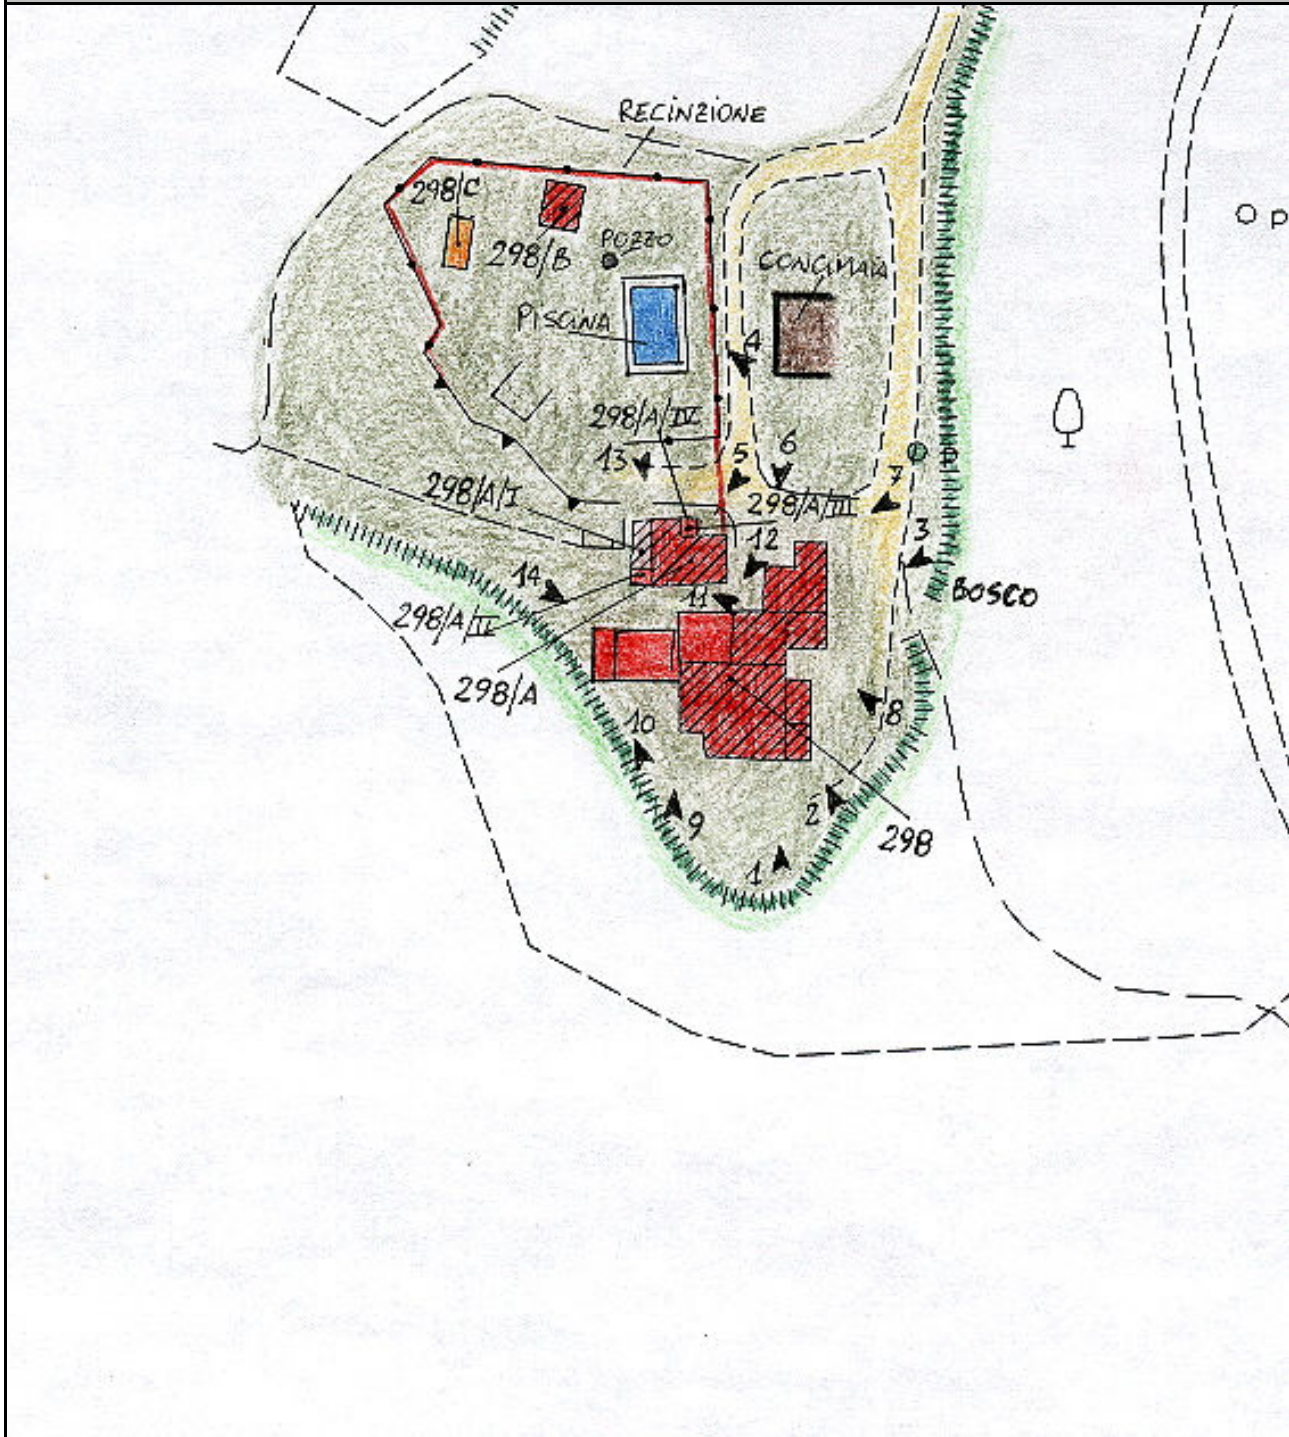 RECINZIONE
298/C
298/B
POZZO
PISCINA
CONCIMAIA
P
4
298/A/IV
13
5
6
7
P
298/A/I
298/A/III
3
12
14
11
BOSCO
298/A/II
298/A
10
8
9
2
298
1